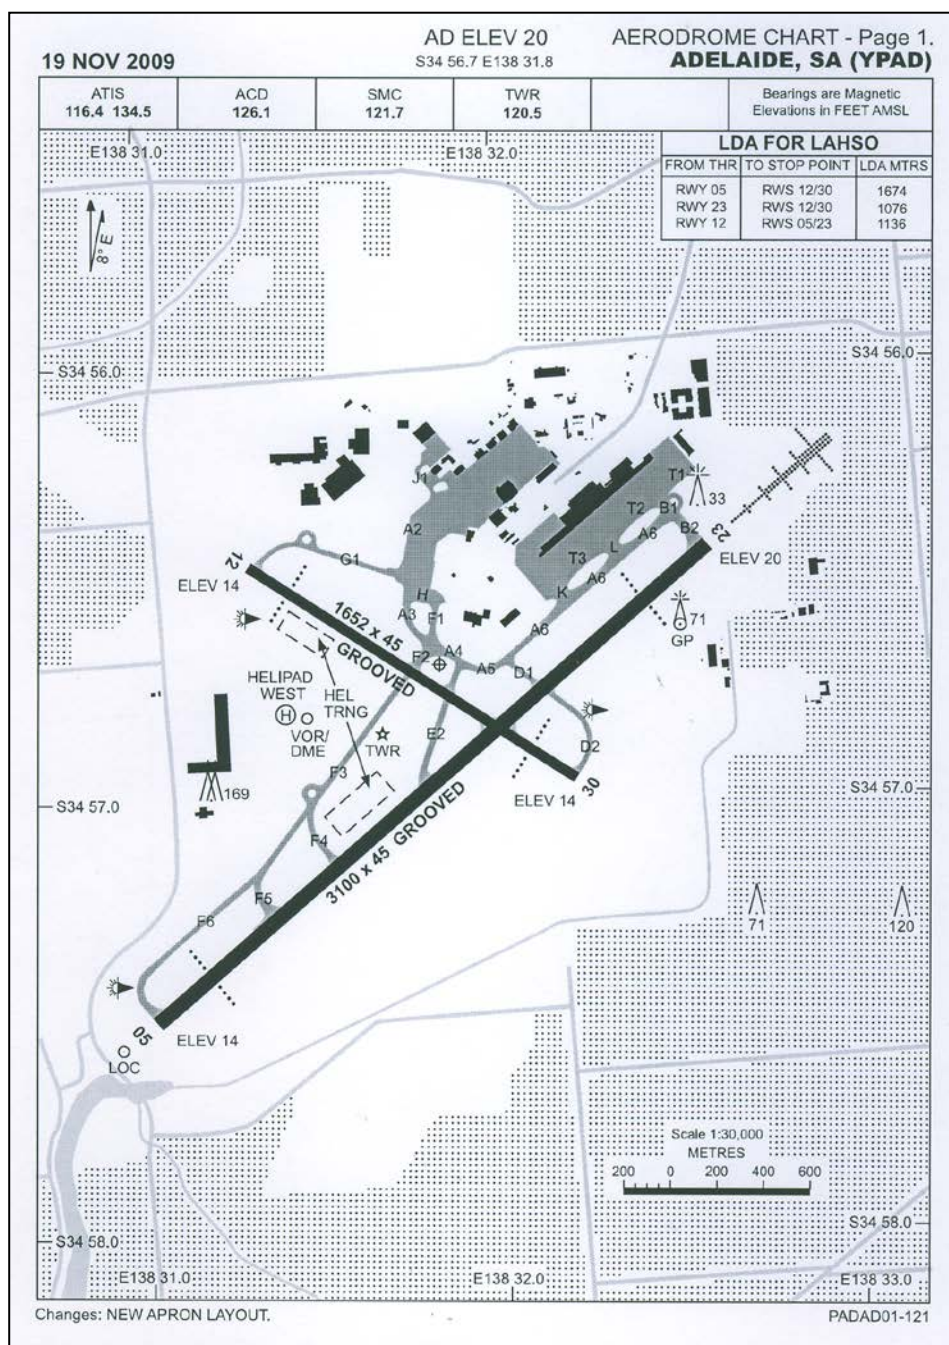 AD ELEV 20
AERODROME CHART - Page 1.
19 NOV 2009
S34 56.7 E138 31.8
ADELAIDE, SA (YPAD)
ATIS
116.4 134.5
ACD
126.1
SMC
121.7
TWR
120.5
Bearings are Magnetic
Elevations in FEET AMSL
LDA FOR LAHSO
FROM THR TO STOP POINT LDA MTRS
RWY 05 RWS 12/30 1674
RWY 23 RWS 12/30 1076
RWY 12 RWS 05/23 1136
E138 31.0
E138 32.0
8° E
S34 56.0
S34 56.0
J1
T1
33
B1
T2
B2
A6
23
A2
L
ELEV 20
12
G1
T3
A6
ELEV 14
K
H
A3
F1
1652 x 45 GROOVED
A6
71
GP
F2
A4
A5
D1
HELIPAD
WEST
H
HEL
TRNG
VOR/
DME
TWR
E2
D2
F3
30
169
ELEV 14
S34 57.0
S34 57.0
F4
3100 x 45 GROOVED
F5
F6
71
120
05
ELEV 14
LOC
Scale 1:30,000
METRES
200 0 200 400 600
S34 58.0
S34 58.0
E138 31.0
E138 32.0
E138 33.0
Changes: NEW APRON LAYOUT.
PADAD01-121